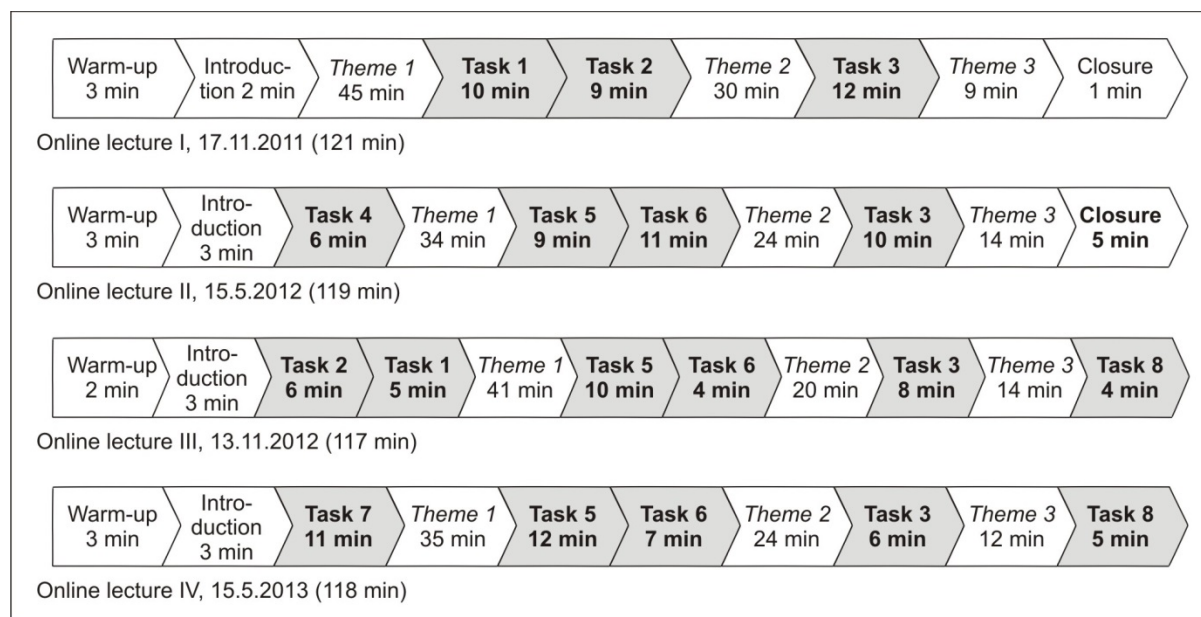 Warm-up
3 min
Introduc-
tion 2 min
Theme 1
45 min
Task 1
10 min
Task 2
9 min
Theme 2
30 min
Task 3
12 min
Theme 3
9 min
Closure
1 min
Online lecture I, 17.11.2011 (121 min)
Warm-up
3 min
Intro-
duction
3 min
Task 4
6 min
Theme 1
34 min
Task 5
9 min
Task 6
11 min
Theme 2
24 min
Task 3
10 min
Theme 3
14 min
Closure
5 min
Online lecture II, 15.5.2012 (119 min)
Warm-up
2 min
Intro-
duction
3 min
Task 2
6 min
Task 1
5 min
Theme 1
41 min
Task 5
10 min
Task 6
4 min
Theme 2
20 min
Task 3
8 min
Theme 3
14 min
Task 8
4 min
Online lecture III, 13.11.2012 (117 min)
Warm-up
3 min
Intro-
duction
3 min
Task 7
11 min
Theme 1
35 min
Task 5
12 min
Task 6
7 min
Theme 2
24 min
Task 3
6 min
Theme 3
12 min
Task 8
5 min
Online lecture IV, 15.5.2013 (118 min)